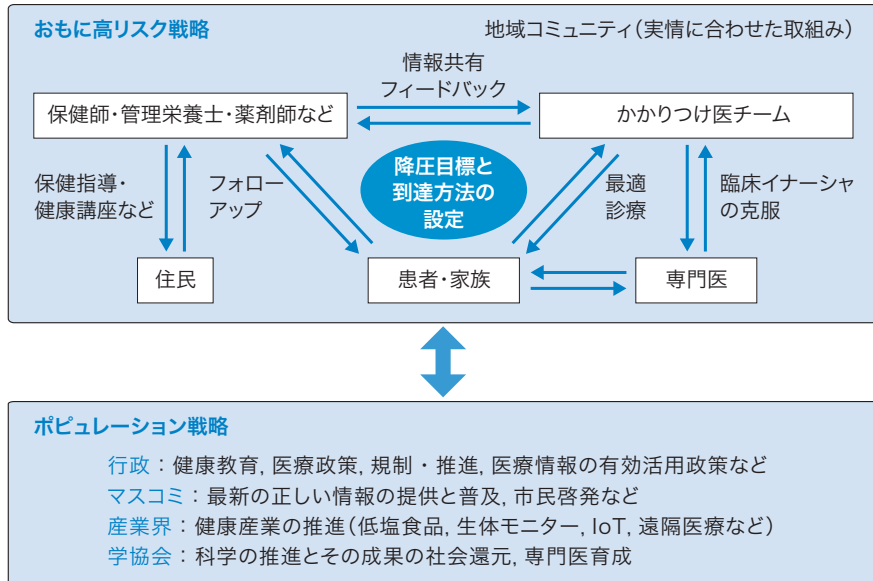 おもに高リスク戦略
地域コミュニティ(実情に合わせた取組み)
情報共有
フィードバック
保健師・管理栄養士・薬剤師など
かかりつけ医チーム
降圧目標と
到達方法の
設定
保健指導・
健康講座など
フォロー
アップ
最適
診療
臨床イナーシャ
の克服
住民
患者・家族
専門医
ポピュレーション戦略
行政:健康教育, 医療政策, 規制・推進, 医療情報の有効活用政策など
マスコミ:最新の正しい情報の提供と普及, 市民啓発など
産業界:健康産業の推進(低塩食品, 生体モニター, IoT, 遠隔医療など)
学協会:科学の推進とその成果の社会還元, 専門医育成